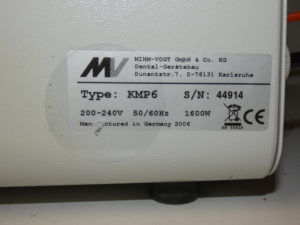 MV
MIHM-VOGT GmbH & Co. KG
Dental-Gerätebau
Dunantstr.7, D-76131 Karlsruhe
Type: KMP6 S/N: 44914
200-240V 50/60Hz 1600W
Manufactured in Germany 2006
CE